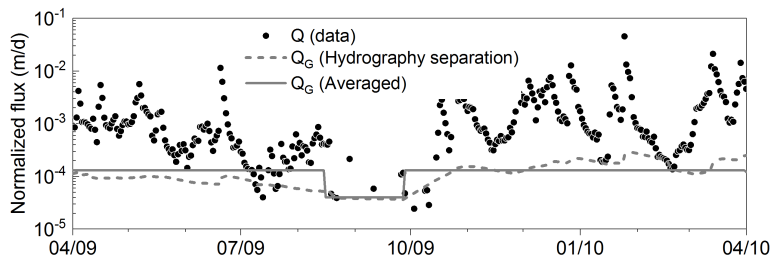 Normalized flux (m/d)
10⁻¹
10⁻²
10⁻³
10⁻⁴
10⁻⁵
Q (data)
Q_G (Hydrography separation)
Q_G (Averaged)
04/09 07/09 10/09 01/10 04/10